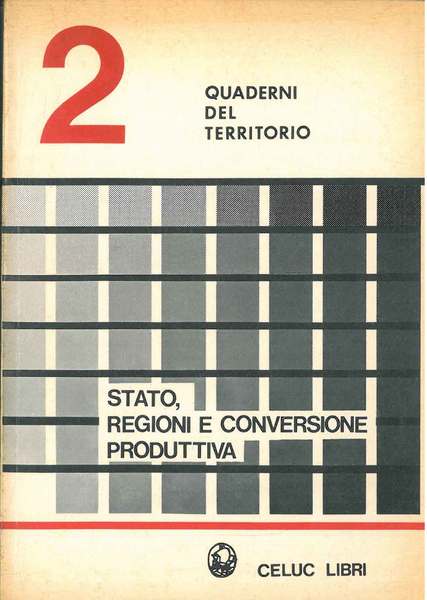 2
QUADERNI
DEL
TERRITORIO
STATO,
REGIONI E CONVERSIONE
PRODUTTIVA
CELUC LIBRI